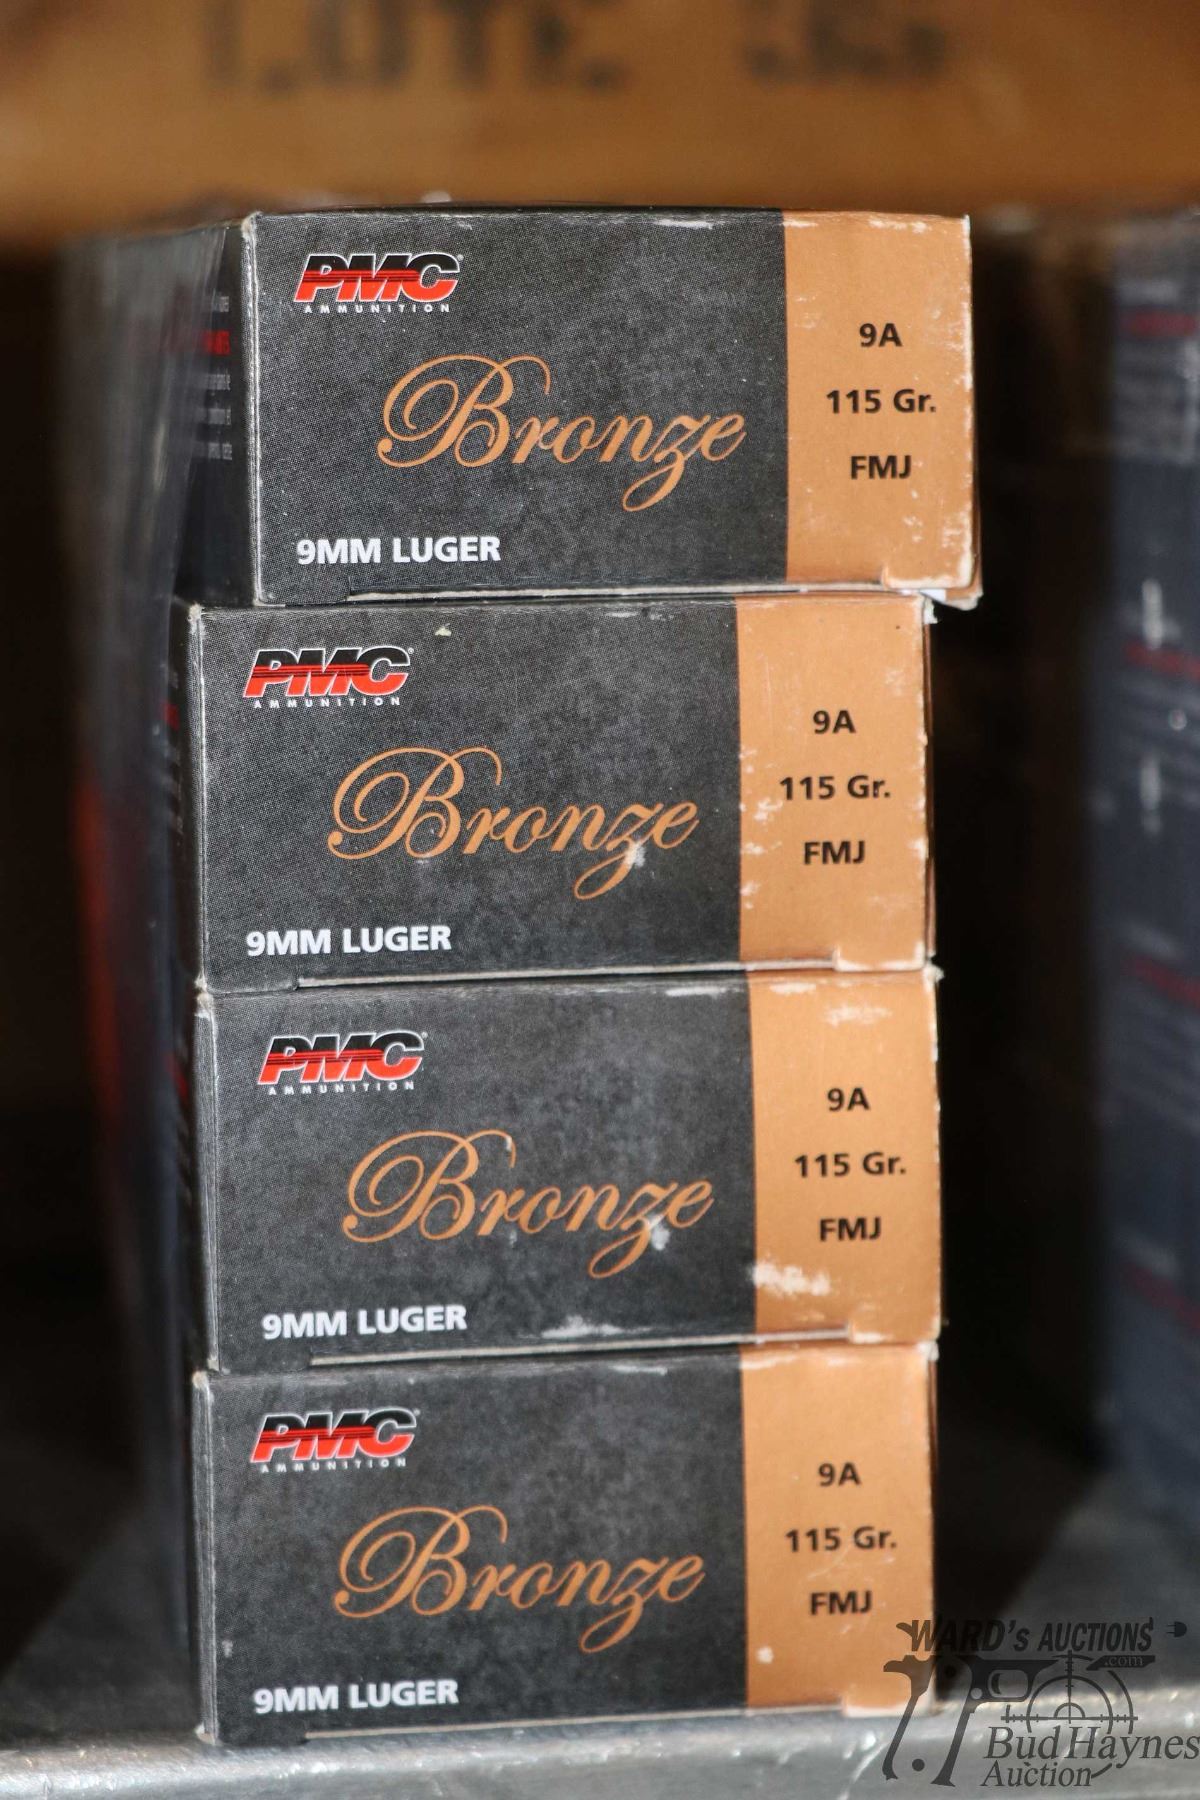 PMC
AMMUNITION
Bronze
9MM LUGER
9A
115 Gr.
FMJ
PMC
AMMUNITION
Bronze
9MM LUGER
9A
115 Gr.
FMJ
PMC
AMMUNITION
Bronze
9MM LUGER
9A
115 Gr.
FMJ
PMC
AMMUNITION
Bronze
9MM LUGER
9A
115 Gr.
FMJ
WARD's AUCTIONS
.com
Bud Haynes
Auction